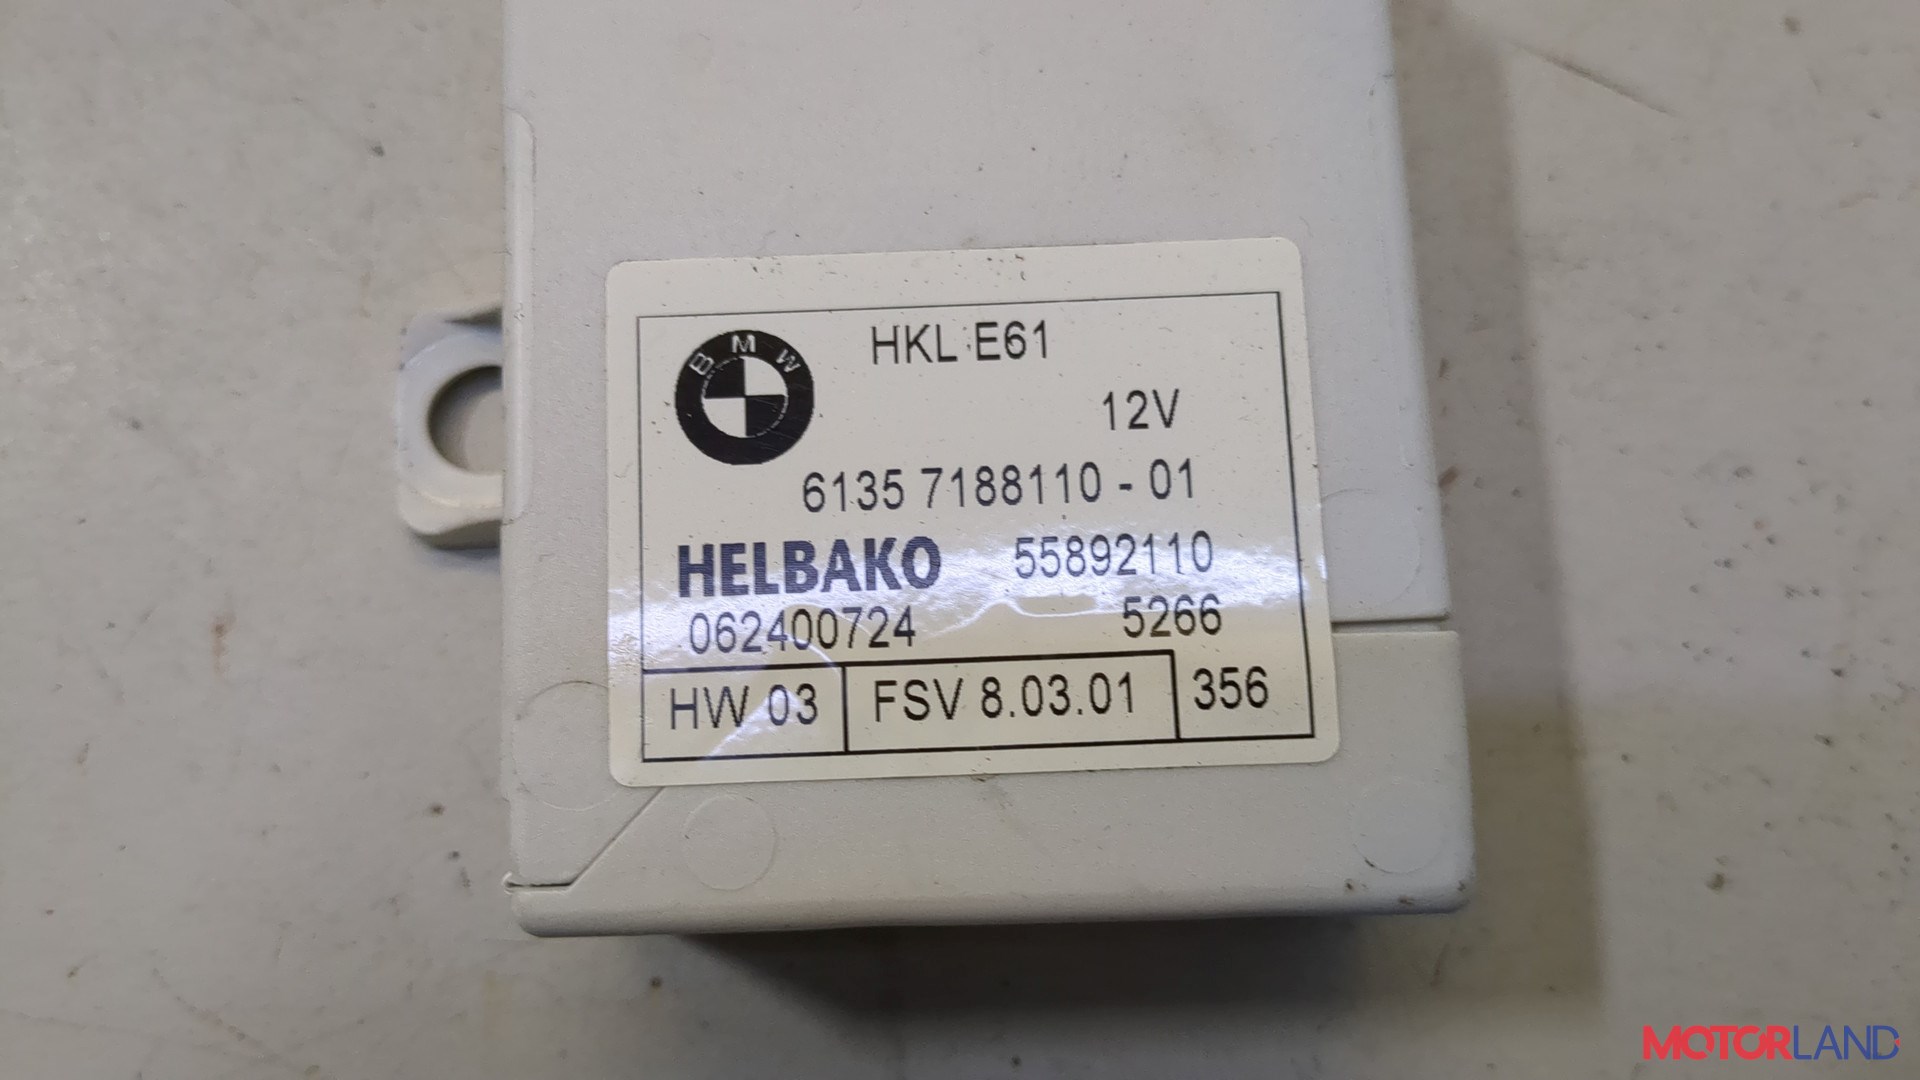 HKL E61
BMW
12V
6135 7188110 - 01
HELBAKO 55892110
062400724 5266
HW 03 FSV 8.03.01 356
MOTORLAND